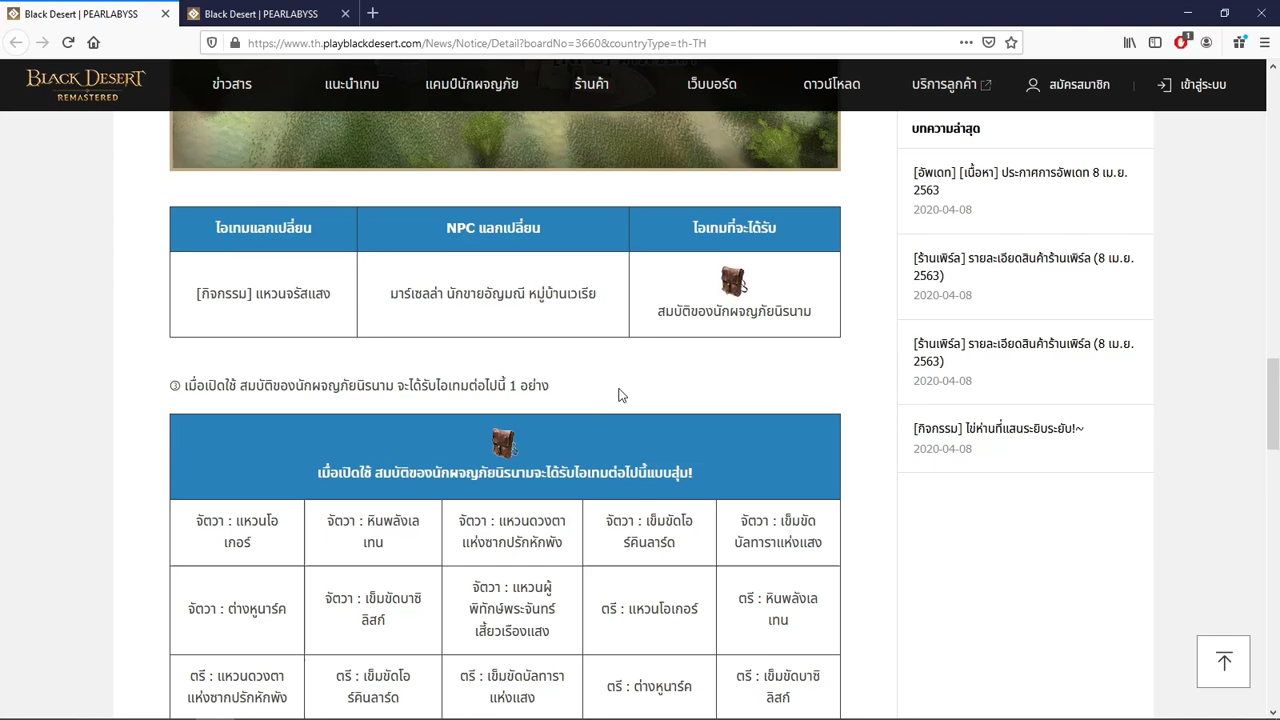 Black Desert | PEARLABYSS
Black Desert | PEARLABYSS
https://www.th.playblackdesert.com/News/Notice/Detail?boardNo=3660&countryType=th-TH
1
BLACK DESERT
REMASTERED
ข่าวสาร
แนะนำเกม
แคมป์นักผจญภัย
ร้านค้า
เว็บบอร์ด
ดาวน์โหลด
บริการลูกค้า
สมัครสมาชิก
เข้าสู่ระบบ
ไอเทมแลกเปลี่ยน
NPC แลกเปลี่ยน
ไอเทมที่จะได้รับ
[กิจกรรม] แหวนจรัสแสง
มาร์เซลล่า นักขายอัญมณี หมู่บ้านเวเรีย
สมบัติของนักผจญภัยนิรนาม
③ เมื่อเปิดใช้ สมบัติของนักผจญภัยนิรนาม จะได้รับไอเทมต่อไปนี้ 1 อย่าง
เมื่อเปิดใช้ สมบัติของนักผจญภัยนิรนามจะได้รับไอเทมต่อไปนี้แบบสุ่ม!
จัตวา : แหวนโอ
เกอร์
จัตวา : หินพลังเล
ทน
จัตวา : แหวนดวงตา
แห่งซากปรักหักพัง
จัตวา : เข็มขัดโอ
ร์คินลาร์ด
จัตวา : เข็มขัด
บัลทาราแห่งแสง
จัตวา : ต่างหูนาร์ค
จัตวา : เข็มขัดบาซิ
ลิสก์
จัตวา : แหวนผู้
พิทักษ์พระจันทร์
เสี้ยวเรืองแสง
ตรี : แหวนโอเกอร์
ตรี : หินพลังเล
ทน
ตรี : แหวนดวงตา
แห่งซากปรักหักพัง
ตรี : เข็มขัดโอ
ร์คินลาร์ด
ตรี : เข็มขัดบัลทารา
แห่งแสง
ตรี : ต่างหูนาร์ค
ตรี : เข็มขัดบาซิ
ลิสก์
บทความล่าสุด
[อัพเดท] [เนื้อหา] ประกาศการอัพเดท 8 เม.ย.
2563
2020-04-08
[ร้านเพิร์ล] รายละเอียดสินค้าร้านเพิร์ล (8 เม.ย.
2563)
2020-04-08
[ร้านเพิร์ล] รายละเอียดสินค้าร้านเพิร์ล (8 เม.ย.
2563)
2020-04-08
[กิจกรรม] ไข่ห่านที่แสนระยิบระยับ!~
2020-04-08